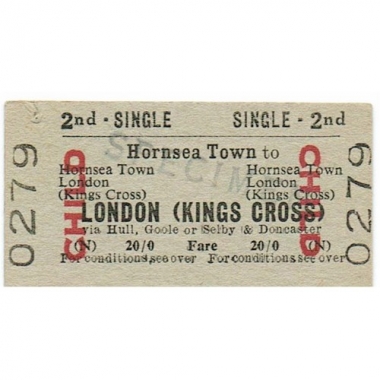 2nd - SINGLE SINGLE - 2nd
SPECIM
Hornsea Town to
Hornsea Town Hornsea Town
London London
(Kings Cross) (Kings Cross)
LONDON (KINGS CROSS)
via Hull, Goole or Selby & Doncaster
(N) 20/0 Fare 20/0 (N)
For conditions see over For conditions see over
CHILD
CHILD
0279
0279